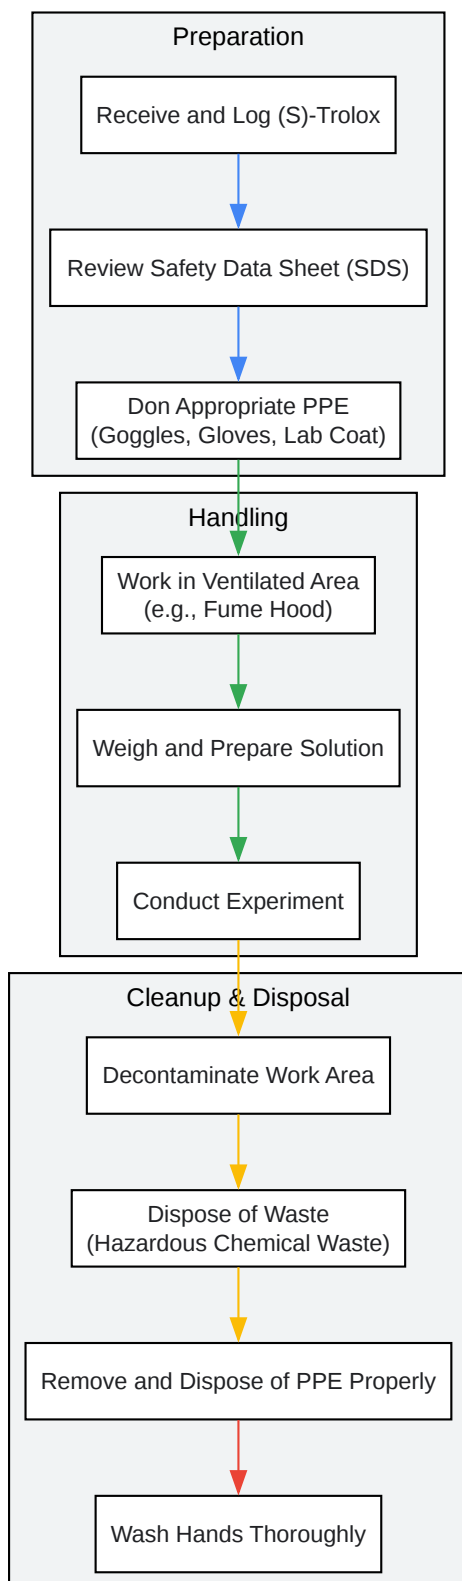 Preparation
Receive and Log (S)-Trolox
Review Safety Data Sheet (SDS)
Don Appropriate PPE
(Goggles, Gloves, Lab Coat)
Handling
Work in Ventilated Area
(e.g., Fume Hood)
Weigh and Prepare Solution
Conduct Experiment
Cleanup & Disposal
Decontaminate Work Area
Dispose of Waste
(Hazardous Chemical Waste)
Remove and Dispose of PPE Properly
Wash Hands Thoroughly